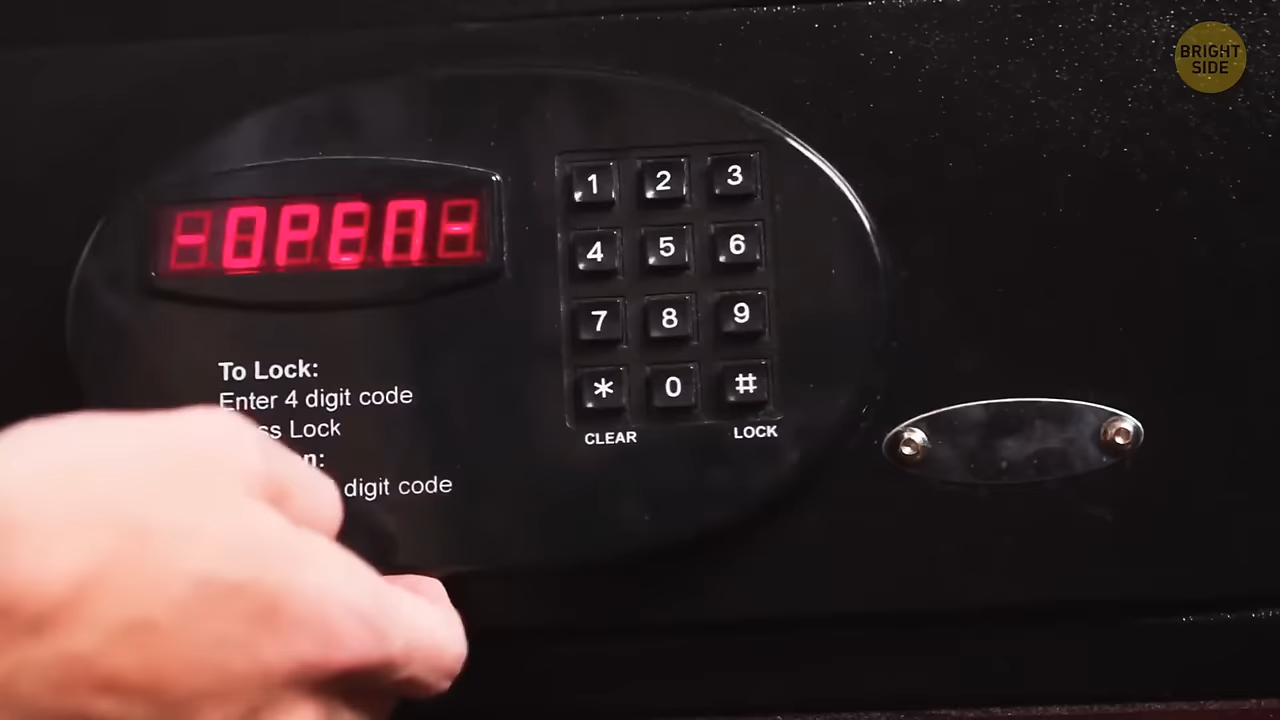 BRIGHT
SIDE
-OPEN-
1 2 3
4 5 6
7 8 9
* 0 #
CLEAR LOCK
To Lock:
Enter 4 digit code
Lock
digit code